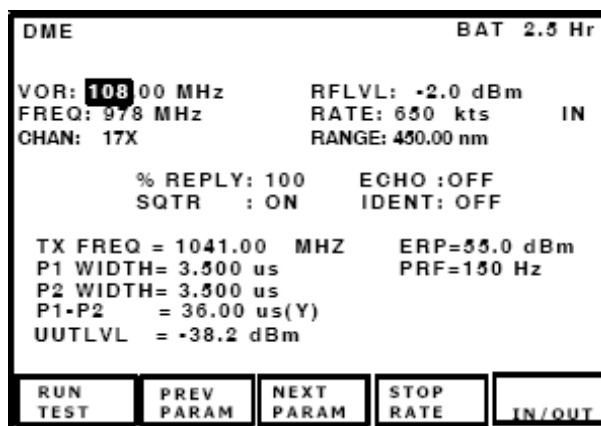 DME BAT 2.5 Hr
VOR: 108.00 MHz RFLVL: -2.0 dBm
FREQ: 978 MHz RATE: 650 kts IN
CHAN: 17X RANGE: 450.00 nm
% REPLY: 100 ECHO :OFF
SQTR : ON IDENT: OFF
TX FREQ = 1041.00 MHZ ERP=55.0 dBm
P1 WIDTH= 3.500 us PRF=150 Hz
P2 WIDTH= 3.500 us
P1-P2 = 36.00 us(Y)
UUTLVL = -38.2 dBm
RUN TEST PREV PARAM NEXT PARAM STOP RATE IN/OUT